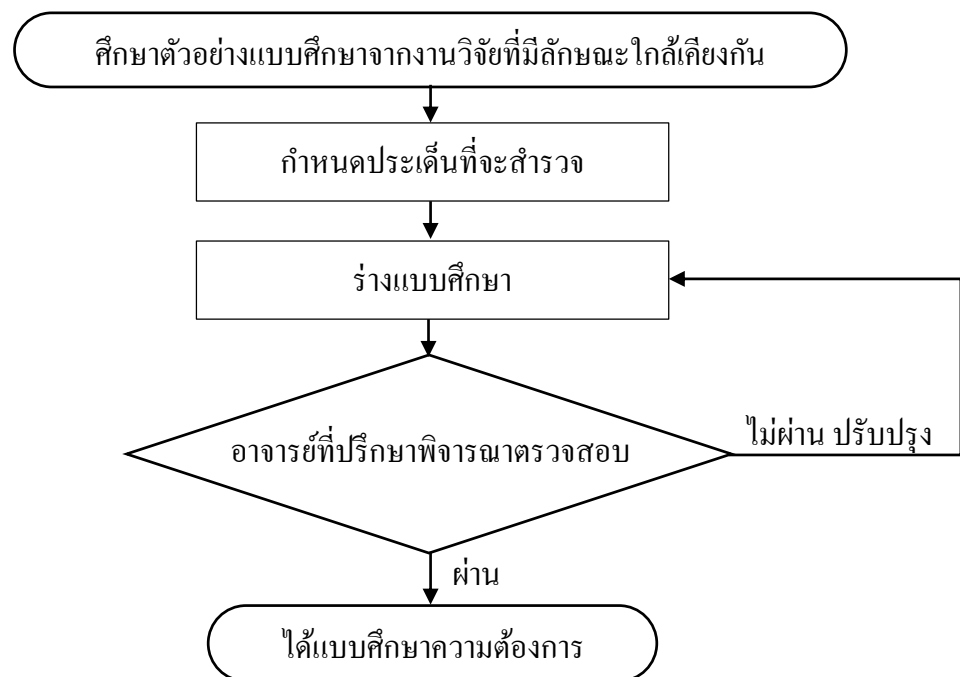 ศึกษาตัวอย่างแบบศึกษาจากงานวิจัยที่มีลักษณะใกล้เคียงกัน
กำหนดประเด็นที่จะสำรวจ
ร่างแบบศึกษา
อาจารย์ที่ปรึกษาพิจารณาตรวจสอบ
ไม่ผ่าน ปรับปรุง
ผ่าน
ได้แบบศึกษาความต้องการ